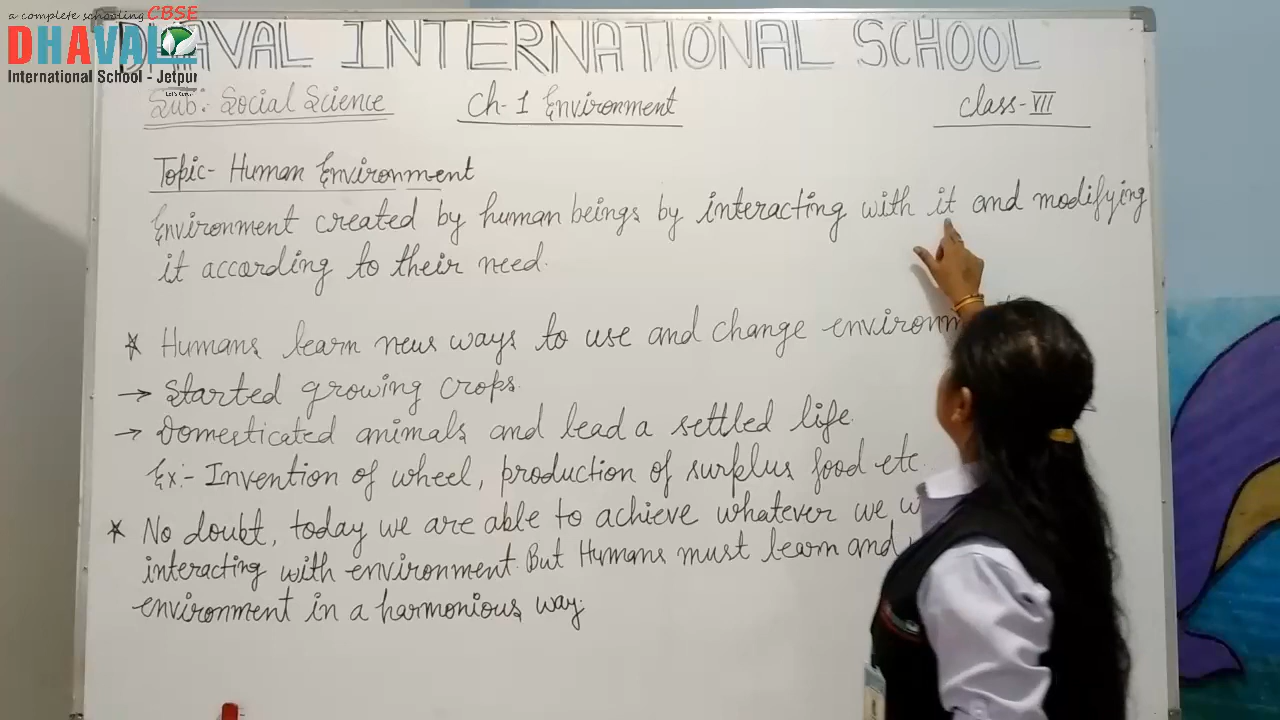 a complete schooling CBSE
DHAVAL
International School - Jetpur
AVAL INTERNATIONAL SCHOOL
Sub:- Social Science Ch-1 Environment Class-VII
Topic- Human Environment
Environment created by human beings by interacting with it and modifying
it according to their need.
* Humans learn new ways to use and change
→ Started growing crops.
→ Domesticated animals and lead a settled life.
Ex:- Invention of wheel, production of surplus food etc.
* No doubt, today we are able to achieve whatever we
interacting with environment. But Humans must learn and
environment in a harmonious way.